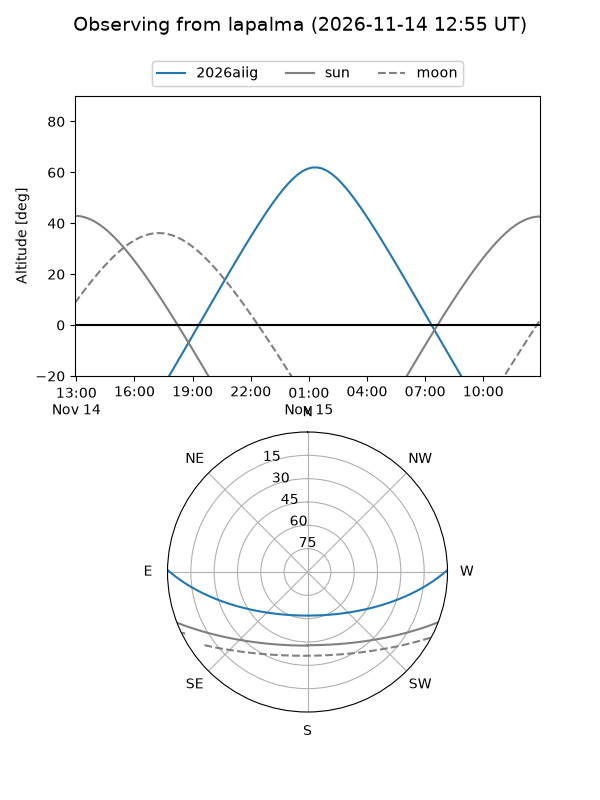 Observing from lapalma (2026-11-14 12:55 UT)
2026aiig sun moon
80
60
40
20
0
−20
Altitude [deg]
13:00 16:00 19:00 22:00 01:00 04:00 07:00 10:00
Nov 14 Nov 15
N
NE NW
15
30
45
60
75
E W
SE SW
S